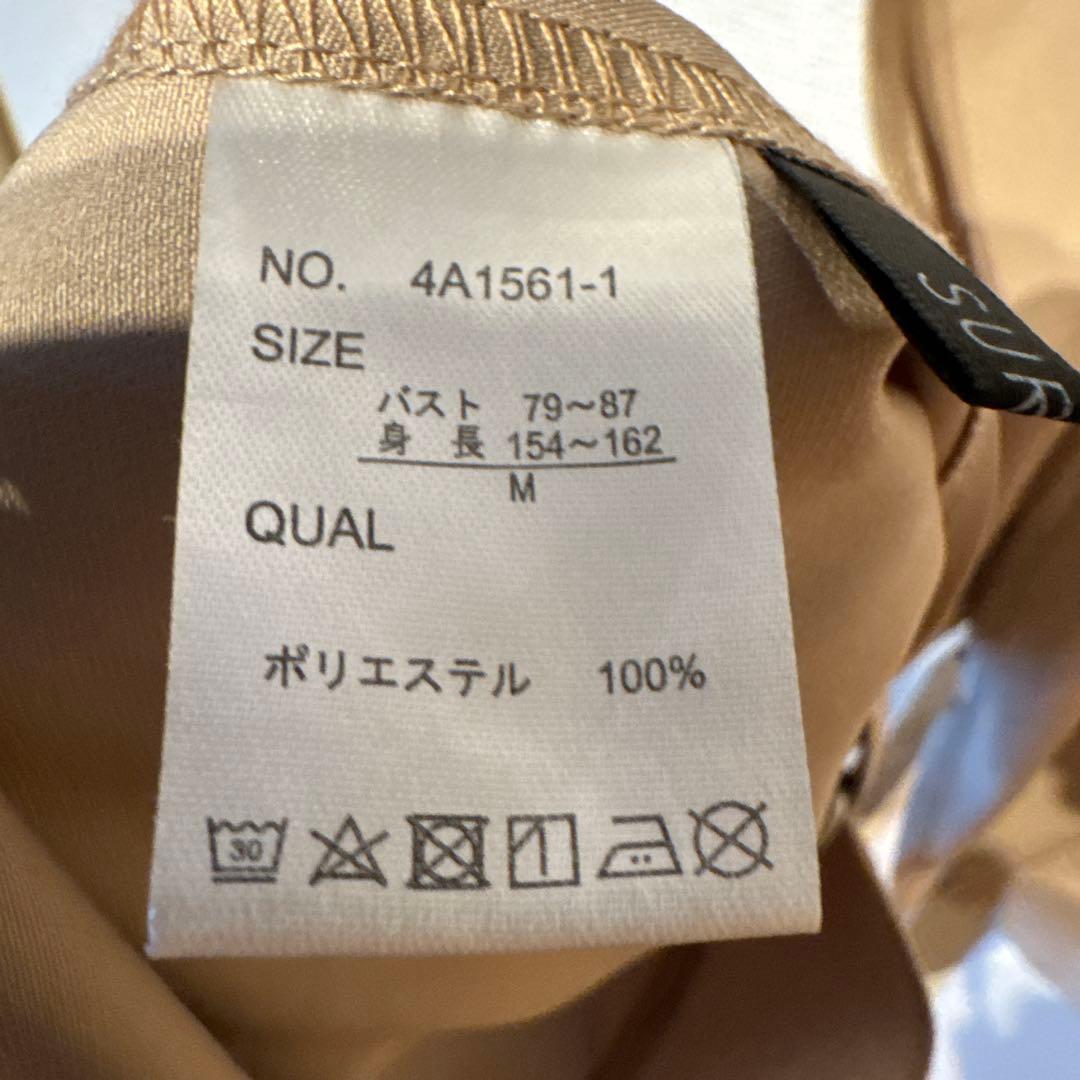 NO. 4A1561-1
SIZE
バスト 79～87
身 長 154～162
M
QUAL
ポリエステル 100%
30